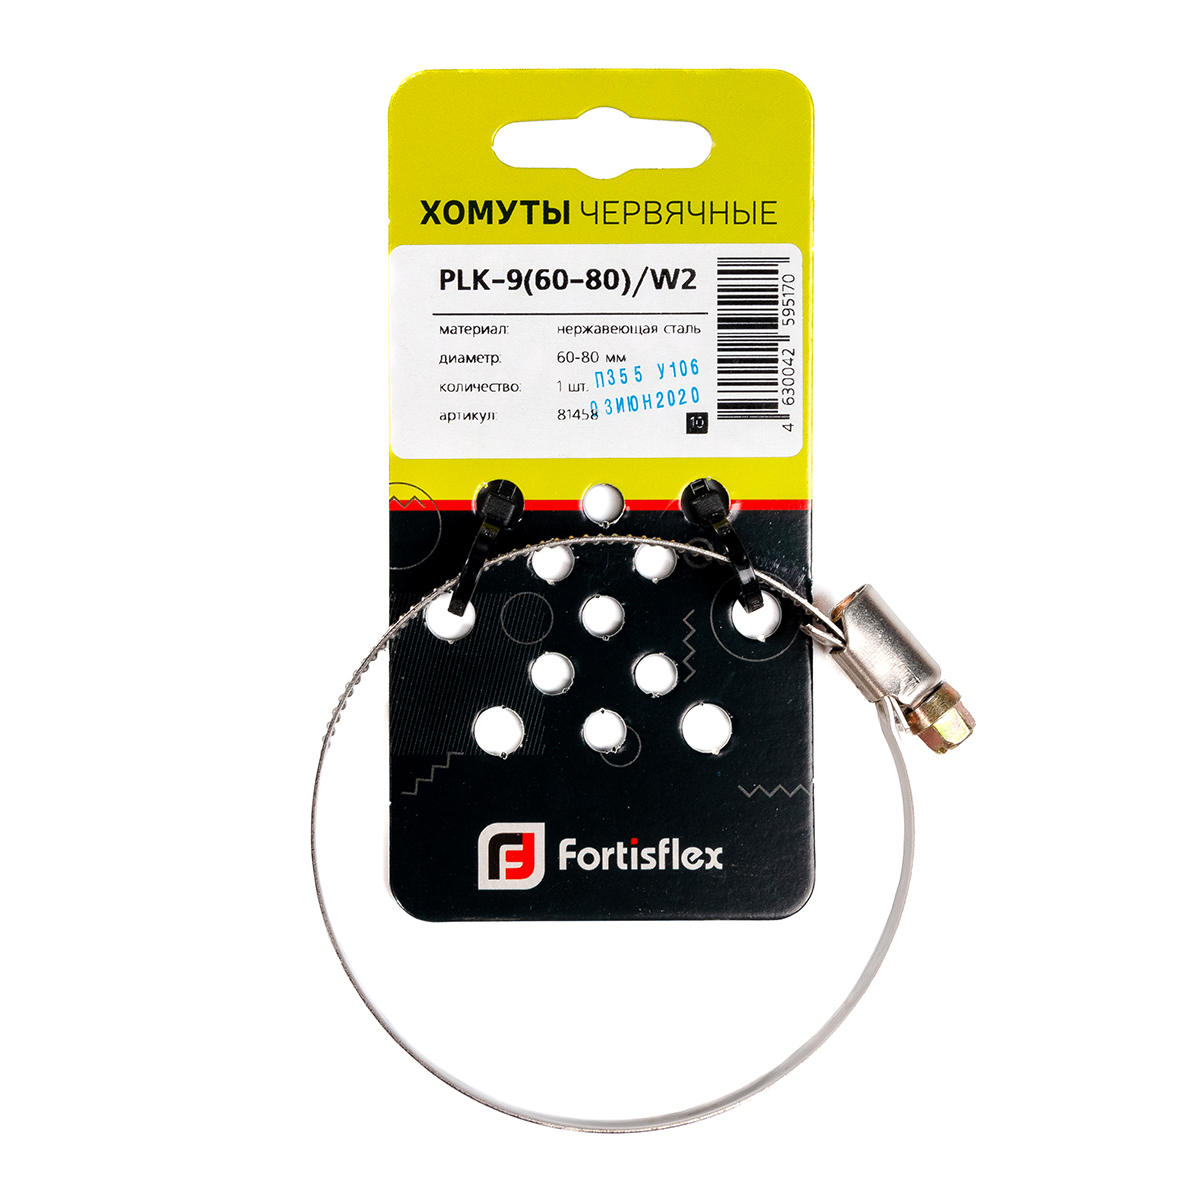 ХОМУТЫ ЧЕРВЯЧНЫЕ
PLK-9(60-80)/W2
материал: нержавеющая сталь
диаметр: 60-80 мм
количество: 1 шт.
артикул: 81458
П355 У106
03ИЮН2020
10
4 630042 595170
Fortisflex